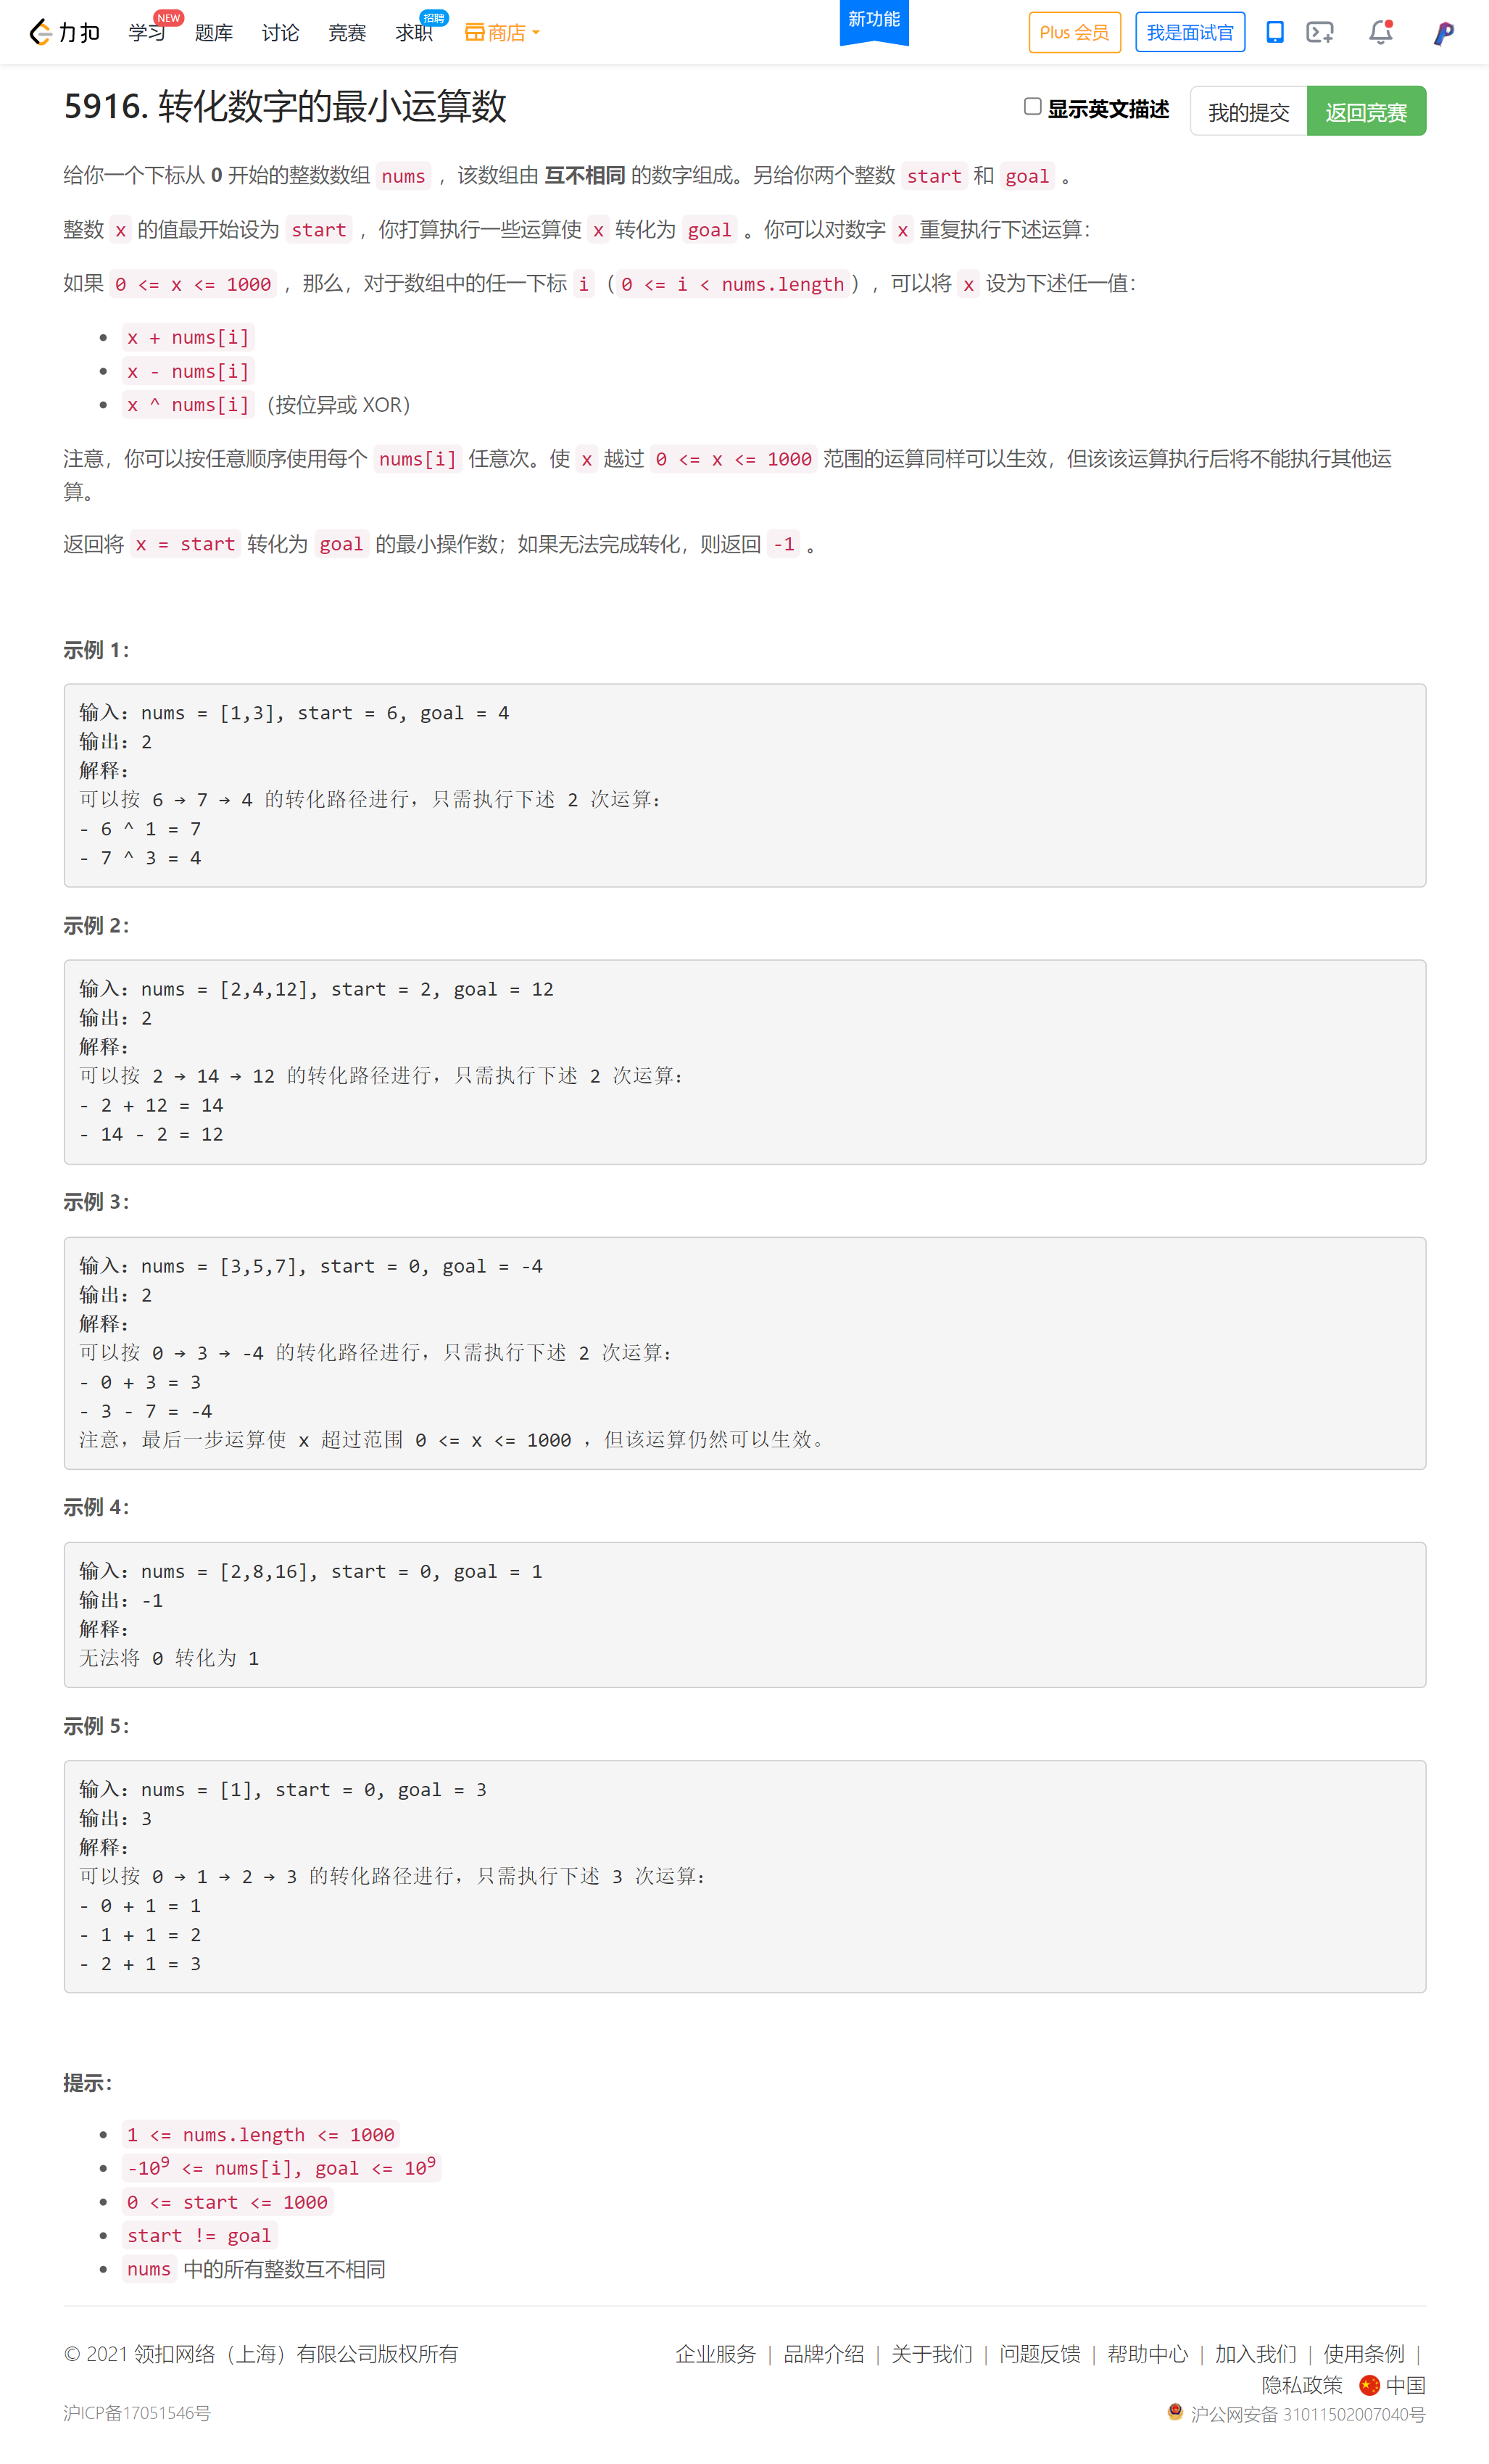 力扣 学习 NEW 题库 讨论 竞赛 求职 招聘 商店 新功能 Plus 会员 我是面试官
5916. 转化数字的最小运算数 显示英文描述 我的提交 返回竞赛
给你一个下标从 0 开始的整数数组 nums ，该数组由 互不相同 的数字组成。另给你两个整数 start 和 goal 。
整数 x 的值最开始设为 start ，你打算执行一些运算使 x 转化为 goal 。你可以对数字 x 重复执行下述运算：
如果 0 <= x <= 1000 ，那么，对于数组中的任一下标 i（0 <= i < nums.length），可以将 x 设为下述任一值：
• x + nums[i]
• x - nums[i]
• x ^ nums[i]（按位异或 XOR）
注意，你可以按任意顺序使用每个 nums[i] 任意次。使 x 越过 0 <= x <= 1000 范围的运算同样可以生效，但该该运算执行后将不能执行其他运
算。
返回将 x = start 转化为 goal 的最小操作数；如果无法完成转化，则返回 -1 。
示例 1：
输入：nums = [1,3], start = 6, goal = 4
输出：2
解释：
可以按 6 → 7 → 4 的转化路径进行，只需执行下述 2 次运算：
- 6 ^ 1 = 7
- 7 ^ 3 = 4
示例 2：
输入：nums = [2,4,12], start = 2, goal = 12
输出：2
解释：
可以按 2 → 14 → 12 的转化路径进行，只需执行下述 2 次运算：
- 2 + 12 = 14
- 14 - 2 = 12
示例 3：
输入：nums = [3,5,7], start = 0, goal = -4
输出：2
解释：
可以按 0 → 3 → -4 的转化路径进行，只需执行下述 2 次运算：
- 0 + 3 = 3
- 3 - 7 = -4
注意，最后一步运算使 x 超过范围 0 <= x <= 1000 ，但该运算仍然可以生效。
示例 4：
输入：nums = [2,8,16], start = 0, goal = 1
输出：-1
解释：
无法将 0 转化为 1
示例 5：
输入：nums = [1], start = 0, goal = 3
输出：3
解释：
可以按 0 → 1 → 2 → 3 的转化路径进行，只需执行下述 3 次运算：
- 0 + 1 = 1
- 1 + 1 = 2
- 2 + 1 = 3
提示：
• 1 <= nums.length <= 1000
• -10⁹ <= nums[i], goal <= 10⁹
• 0 <= start <= 1000
• start != goal
• nums 中的所有整数互不相同
© 2021 领扣网络（上海）有限公司版权所有 企业服务 | 品牌介绍 | 关于我们 | 问题反馈 | 帮助中心 | 加入我们 | 使用条例 |
隐私政策 中国
沪ICP备17051546号 沪公网安备 31011502007040号